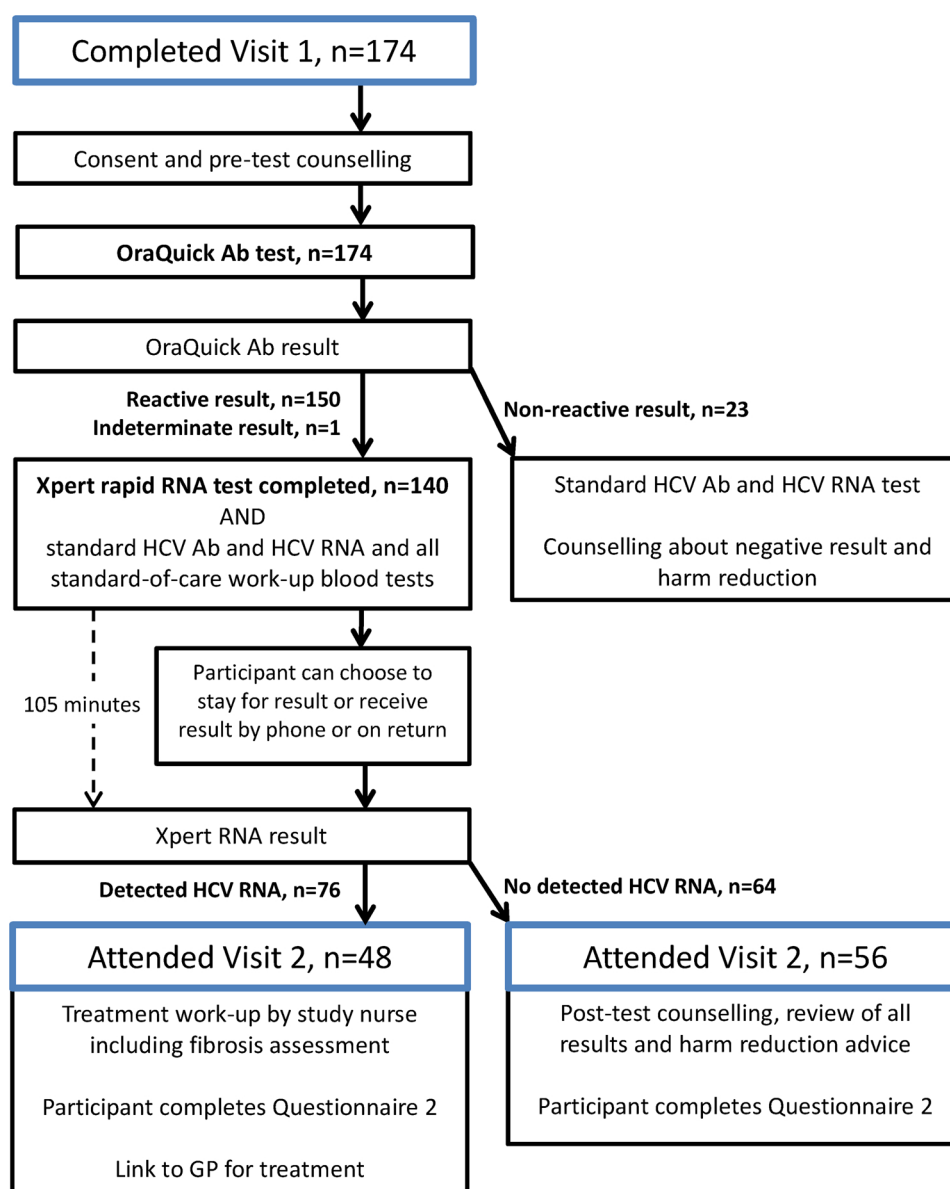 Completed Visit 1, n=174
Consent and pre-test counselling
OraQuick Ab test, n=174
OraQuick Ab result
Reactive result, n=150
Indeterminate result, n=1
Non-reactive result, n=23
Xpert rapid RNA test completed, n=140
AND
standard HCV Ab and HCV RNA and all
standard-of-care work-up blood tests
Standard HCV Ab and HCV RNA test
Counselling about negative result and
harm reduction
105 minutes
Participant can choose to
stay for result or receive
result by phone or on return
Xpert RNA result
Detected HCV RNA, n=76
No detected HCV RNA, n=64
Attended Visit 2, n=48
Treatment work-up by study nurse
including fibrosis assessment
Participant completes Questionnaire 2
Link to GP for treatment
Attended Visit 2, n=56
Post-test counselling, review of all
results and harm reduction advice
Participant completes Questionnaire 2